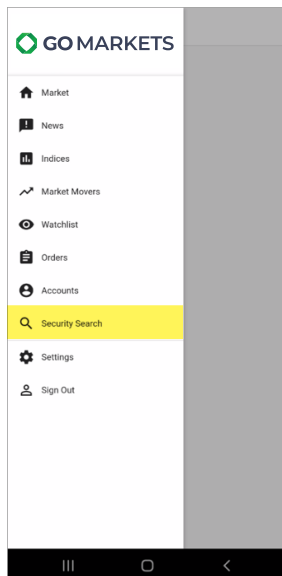 GO MARKETS
Market
News
Indices
Market Movers
Watchlist
Orders
Accounts
Security Search
Settings
Sign Out